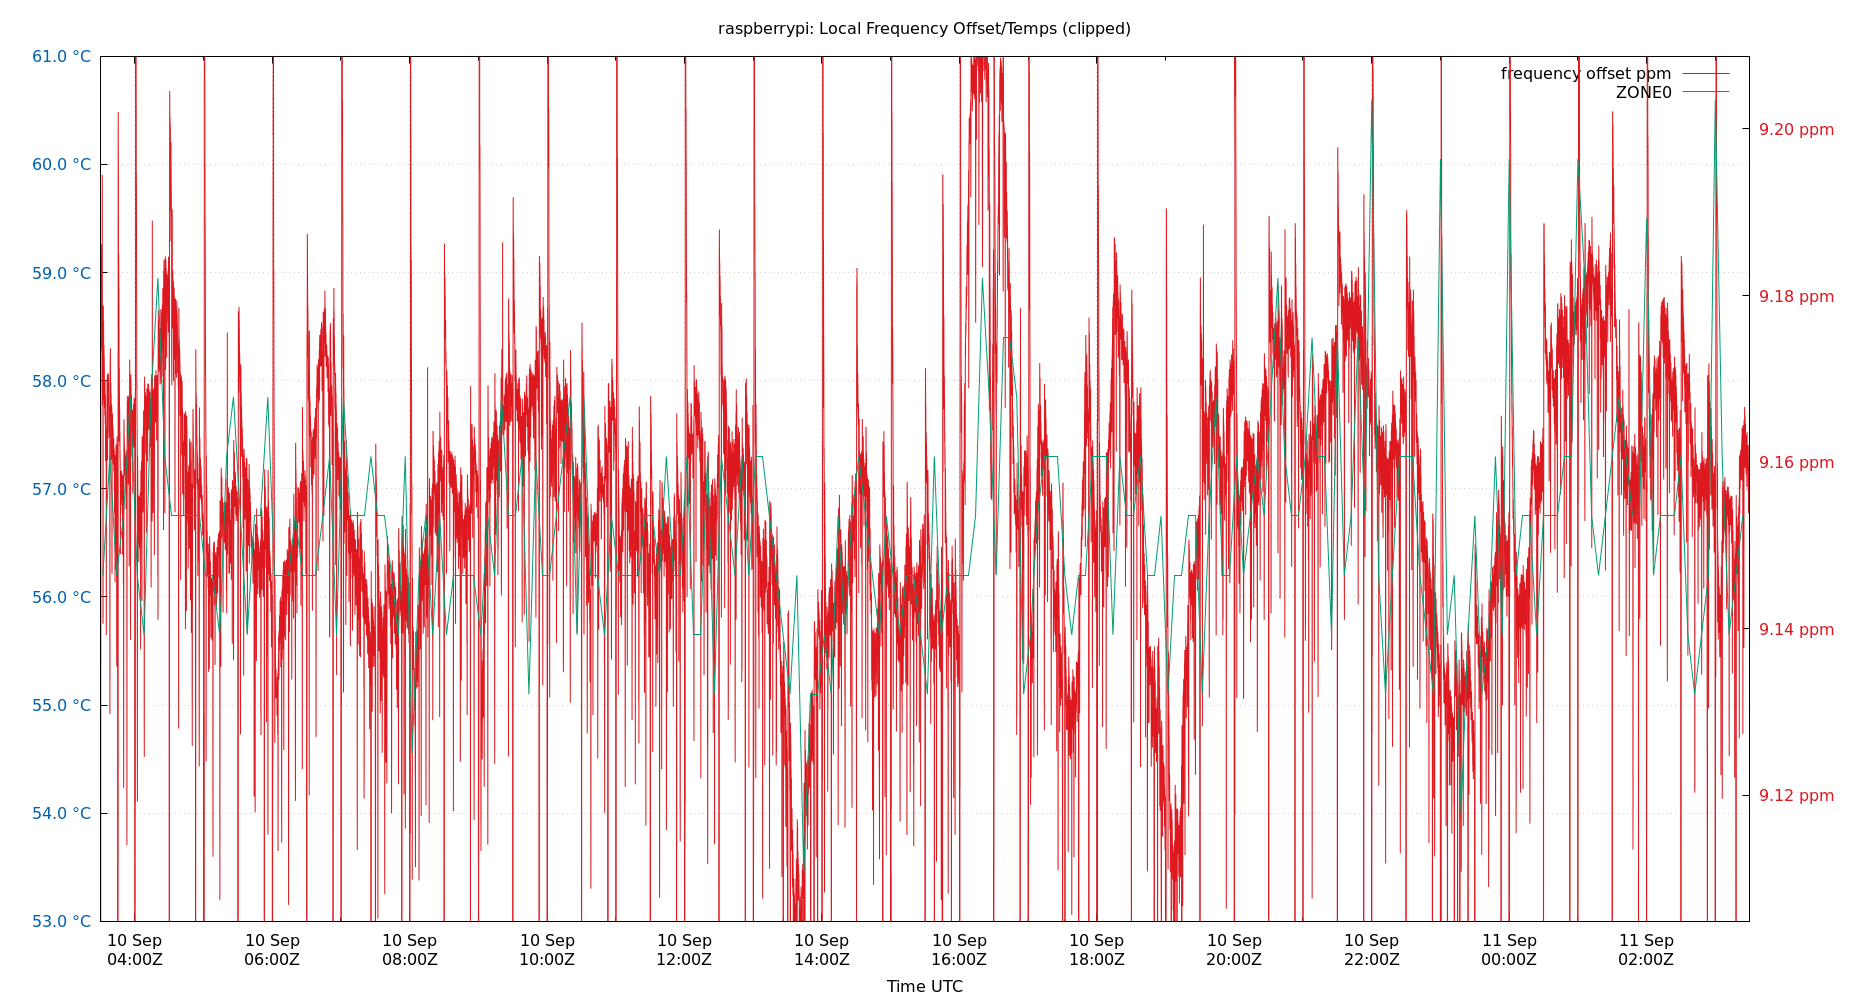 raspberrypi: Local Frequency Offset/Temps (clipped)
61.0 °C
60.0 °C
59.0 °C
58.0 °C
57.0 °C
56.0 °C
55.0 °C
54.0 °C
53.0 °C
frequency offset ppm
ZONE0
9.20 ppm
9.18 ppm
9.16 ppm
9.14 ppm
9.12 ppm
10 Sep 10 Sep 10 Sep 10 Sep 10 Sep 10 Sep 10 Sep 10 Sep 10 Sep 10 Sep 11 Sep 11 Sep
04:00Z 06:00Z 08:00Z 10:00Z 12:00Z 14:00Z 16:00Z 18:00Z 20:00Z 22:00Z 00:00Z 02:00Z
Time UTC